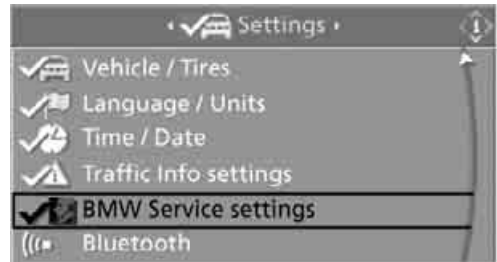 Settings
Vehicle / Tires
Language / Units
Time / Date
Traffic Info settings
BMW Service settings
Bluetooth